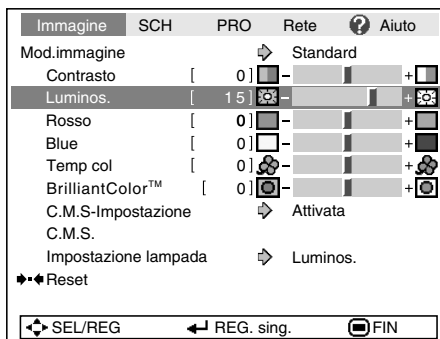 Immagine SCH PRO Rete ? Aiuto
Mod.immagine Standard
Contrasto [ 0 ] - +
Luminos. [ 15 ] - +
Rosso [ 0 ] - +
Blue [ 0 ] - +
Temp col [ 0 ] - +
BrilliantColor™ [ 0 ] - +
C.M.S-Impostazione Attivata
C.M.S.
Impostazione lampada Luminos.
Reset
SEL/REG REG. sing. FIN